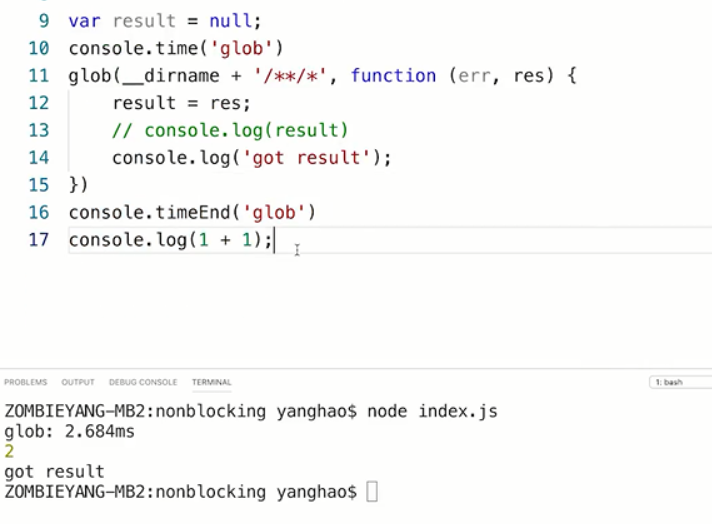 9 var result = null;
10 console.time('glob')
11 glob(__dirname + '/**/*', function (err, res) {
12 result = res;
13 // console.log(result)
14 console.log('got result');
15 })
16 console.timeEnd('glob')
17 console.log(1 + 1);
PROBLEMS OUTPUT DEBUG CONSOLE TERMINAL 1: bash
ZOMBIEYANG-MB2:nonblocking yanghao$ node index.js
glob: 2.684ms
2
got result
ZOMBIEYANG-MB2:nonblocking yanghao$